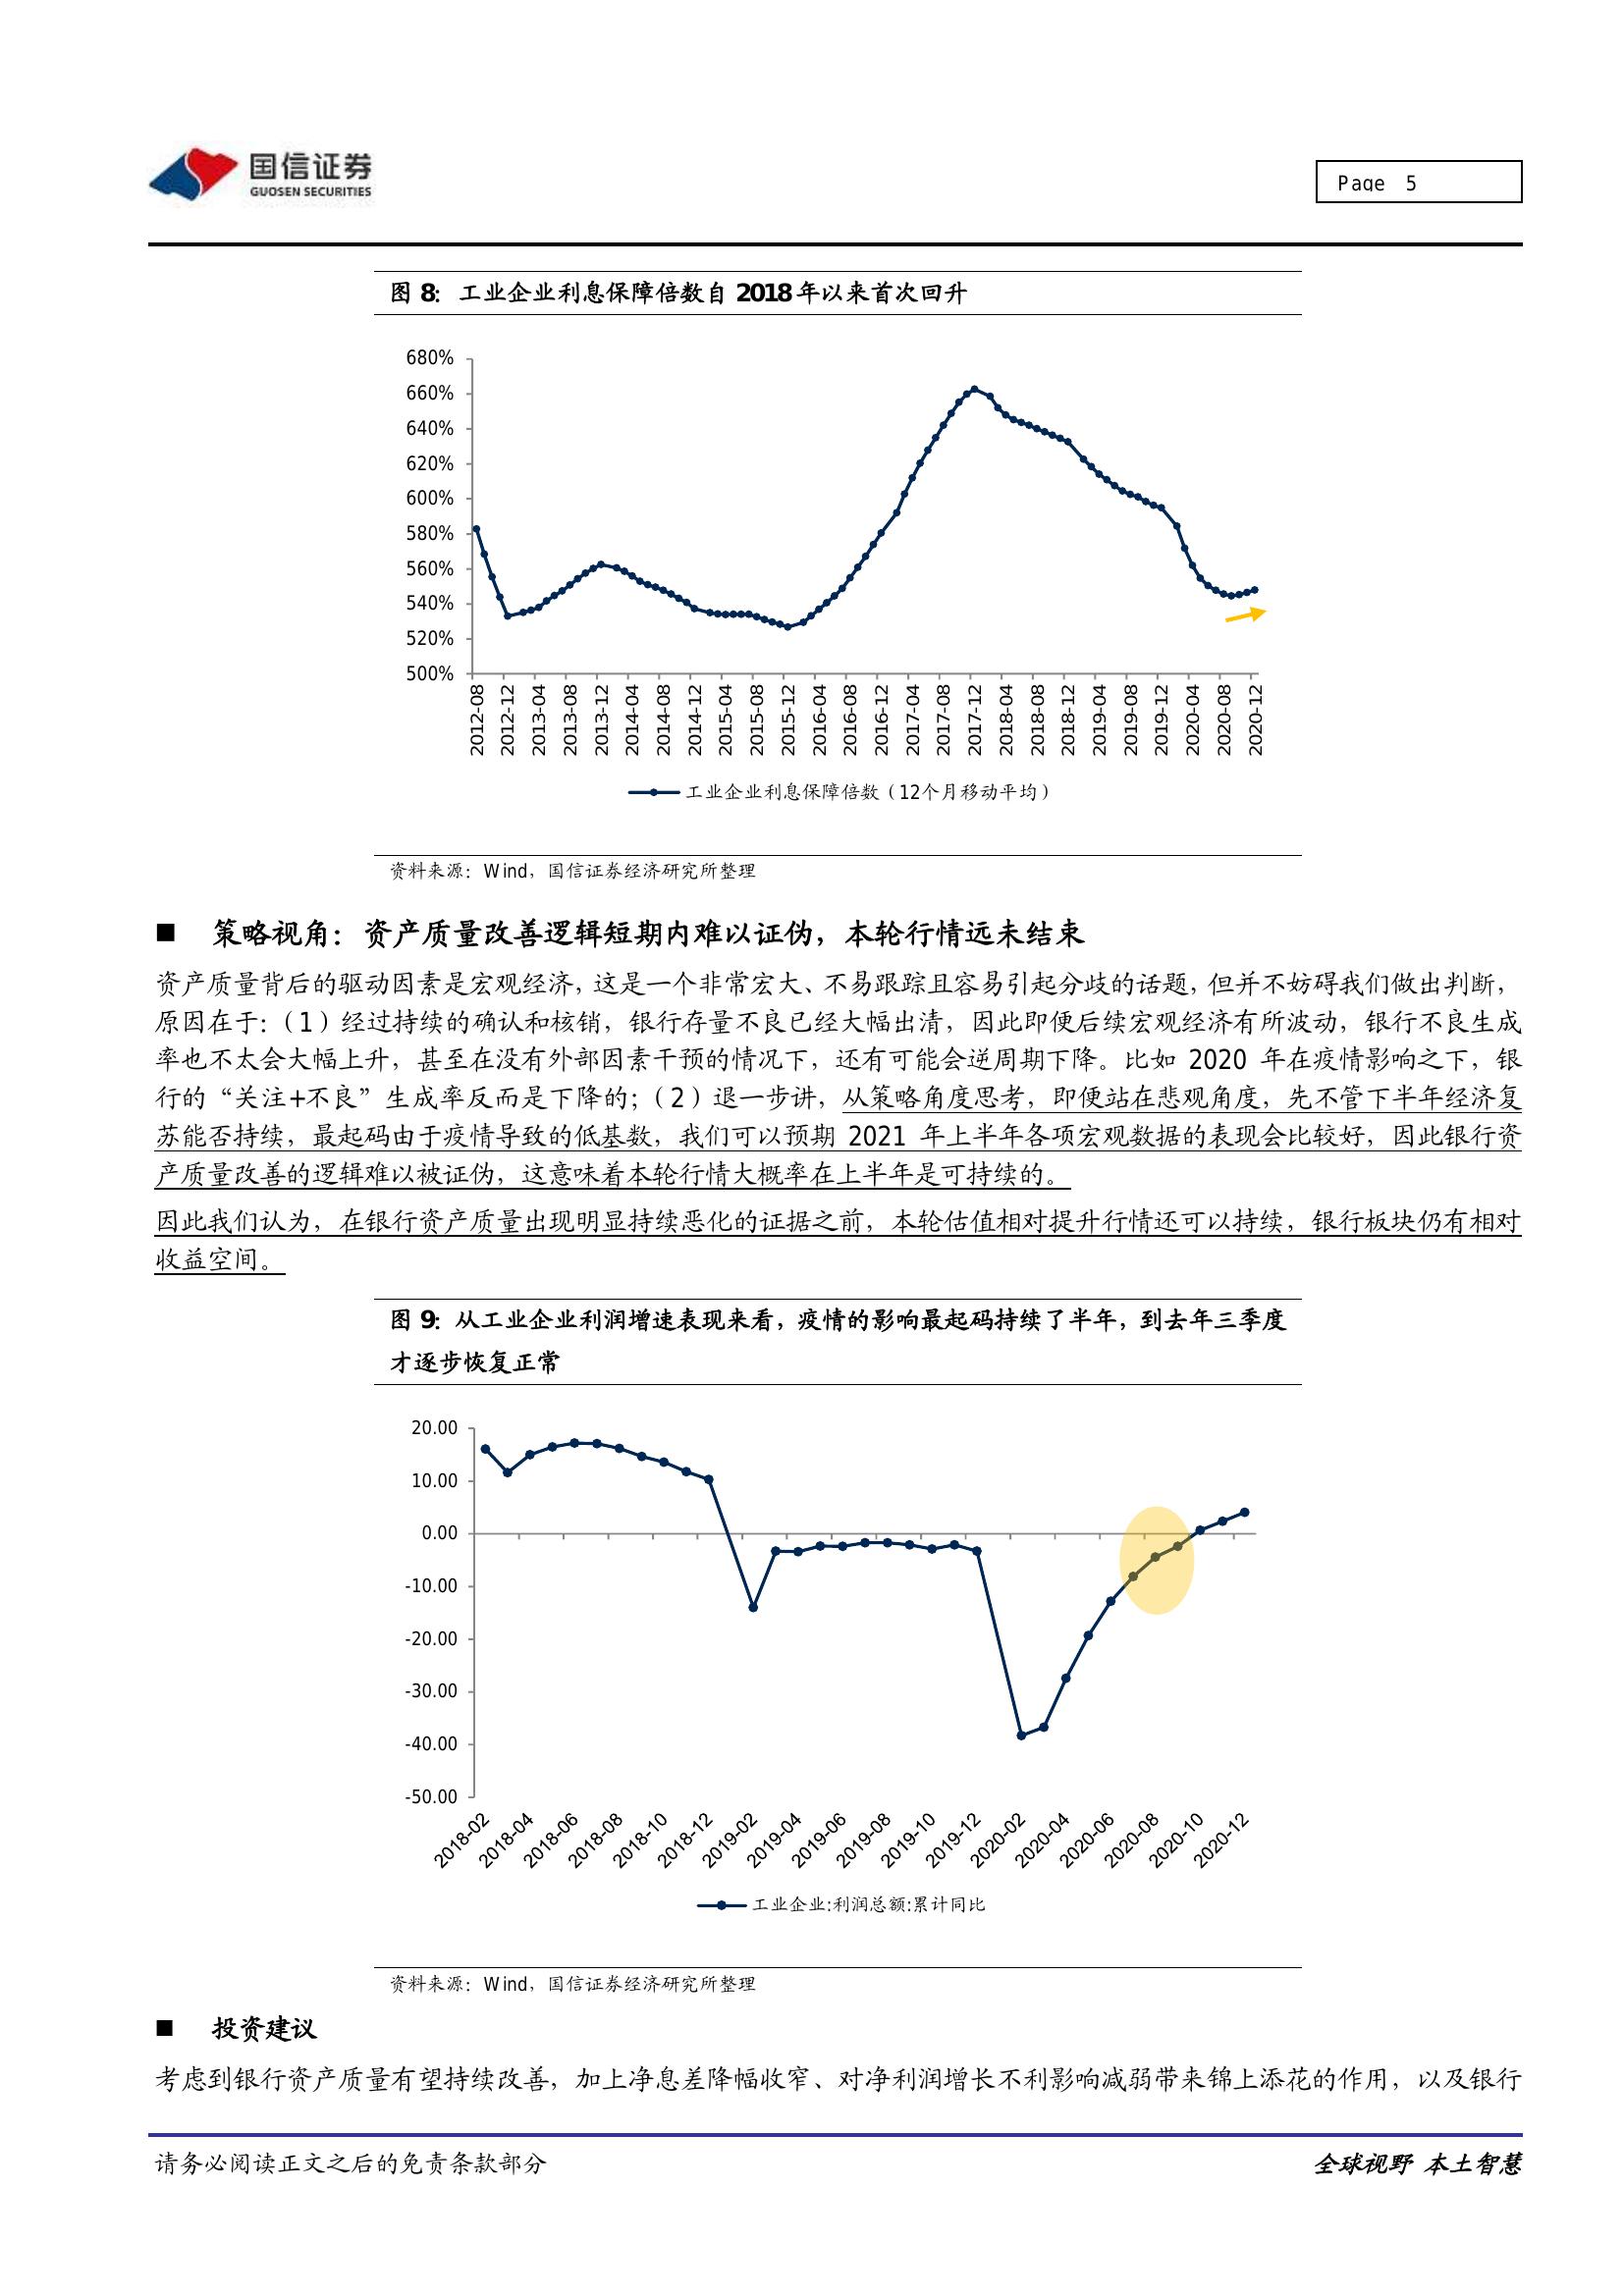 国信证券
GUOSEN SECURITIES
Page 5
图 8：工业企业利息保障倍数自 2018 年以来首次回升
680%
660%
640%
620%
600%
580%
560%
540%
520%
500%
2012-08
2012-12
2013-04
2013-08
2013-12
2014-04
2014-08
2014-12
2015-04
2015-08
2015-12
2016-04
2016-08
2016-12
2017-04
2017-08
2017-12
2018-04
2018-08
2018-12
2019-04
2019-08
2019-12
2020-04
2020-08
2020-12
工业企业利息保障倍数（12个月移动平均）
资料来源：Wind，国信证券经济研究所整理
■ 策略视角：资产质量改善逻辑短期内难以证伪，本轮行情远未结束
资产质量背后的驱动因素是宏观经济，这是一个非常宏大、不易跟踪且容易引起分歧的话题，但并不妨碍我们做出判断，
原因在于：（1）经过持续的确认和核销，银行存量不良已经大幅出清，因此即便后续宏观经济有所波动，银行不良生成
率也不太会大幅上升，甚至在没有外部因素干预的情况下，还有可能会逆周期下降。比如 2020 年在疫情影响之下，银
行的“关注+不良”生成率反而是下降的；（2）退一步讲，从策略角度思考，即便站在悲观角度，先不管下半年经济复
苏能否持续，最起码由于疫情导致的低基数，我们可以预期 2021 年上半年各项宏观数据的表现会比较好，因此银行资
产质量改善的逻辑难以被证伪，这意味着本轮行情大概率在上半年是可持续的。
因此我们认为，在银行资产质量出现明显持续恶化的证据之前，本轮估值相对提升行情还可以持续，银行板块仍有相对
收益空间。
图 9：从工业企业利润增速表现来看，疫情的影响最起码持续了半年，到去年三季度
才逐步恢复正常
20.00
10.00
0.00
-10.00
-20.00
-30.00
-40.00
-50.00
2018-02
2018-04
2018-06
2018-08
2018-10
2018-12
2019-02
2019-04
2019-06
2019-08
2019-10
2019-12
2020-02
2020-04
2020-06
2020-08
2020-10
2020-12
工业企业:利润总额:累计同比
资料来源：Wind，国信证券经济研究所整理
■ 投资建议
考虑到银行资产质量有望持续改善，加上净息差降幅收窄、对净利润增长不利影响减弱带来锦上添花的作用，以及银行
请务必阅读正文之后的免责条款部分
全球视野 本土智慧